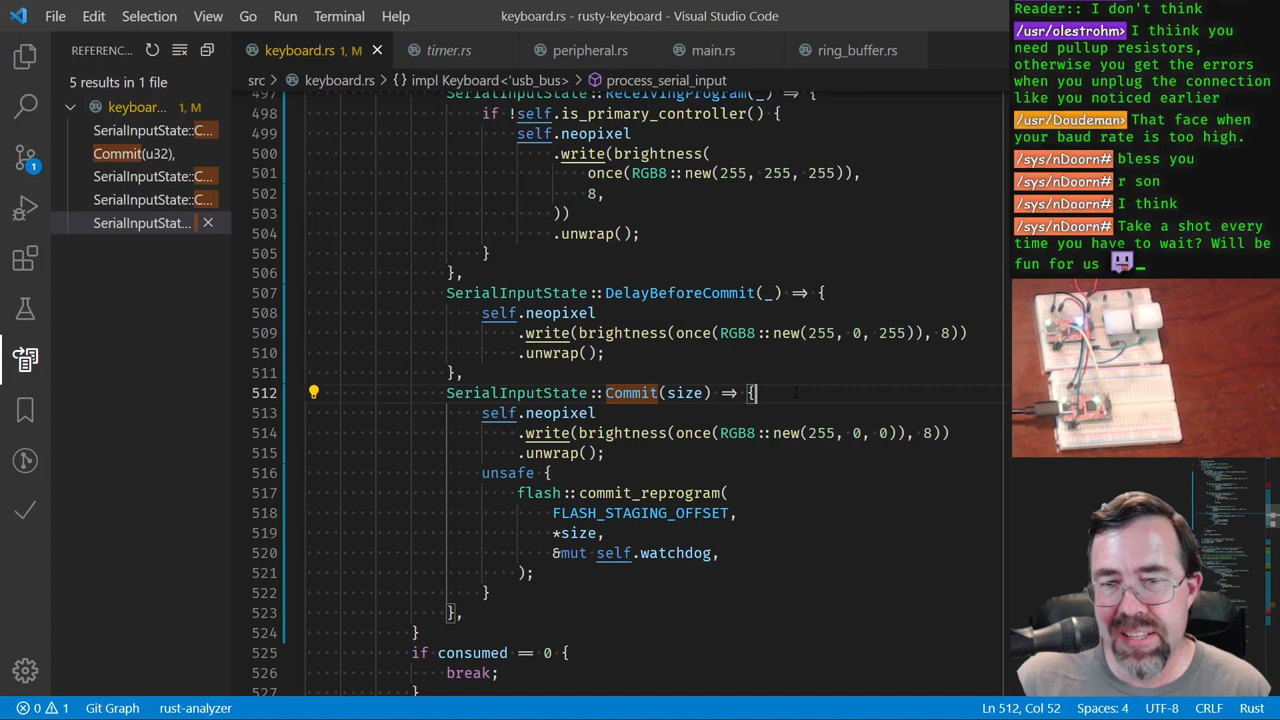 File Edit Selection View Go Run Terminal Help
keyboard.rs - rusty-keyboard - Visual Studio Code
REFERENC...
5 results in 1 file
keyboar... 1, M
SerialInputState::C...
Commit(u32),
SerialInputState::C...
SerialInputState::C...
SerialInputStat...
1
keyboard.rs 1, M
timer.rs
peripheral.rs
main.rs
ring_buffer.rs
src > keyboard.rs > {} impl Keyboard<'usb_bus> > process_serial_input
497 SerialInputState::ReceivingProgram(_) => {
498 if !self.is_primary_controller() {
499 self.neopixel
500 .write(brightness(
501 once(RGB8::new(255, 255, 255)),
502 8,
503 ))
504 .unwrap();
505 }
506 },
507 SerialInputState::DelayBeforeCommit(_) => {
508 self.neopixel
509 .write(brightness(once(RGB8::new(255, 0, 255)), 8))
510 .unwrap();
511 },
512 SerialInputState::Commit(size) => {
513 self.neopixel
514 .write(brightness(once(RGB8::new(255, 0, 0)), 8))
515 .unwrap();
516 unsafe {
517 flash::commit_reprogram(
518 FLASH_STAGING_OFFSET,
519 *size,
520 &mut self.watchdog,
521 );
522 }
523 },
524 }
525 if consumed == 0 {
526 break;
527 }
0 1 Git Graph rust-analyzer
Ln 512, Col 52 Spaces: 4 UTF-8 CRLF Rust
Reader:: I don't think
/usr/olestrohm> I thiink you
need pullup resistors,
otherwise you get the errors
when you unplug the connection
like you noticed earlier
/usr/Doudeman> That face when
your baud rate is too high.
/sys/nDoorn# bless you
/sys/nDoorn# r son
/sys/nDoorn# I think
/sys/nDoorn# Take a shot every
time you have to wait? Will be
fun for us _